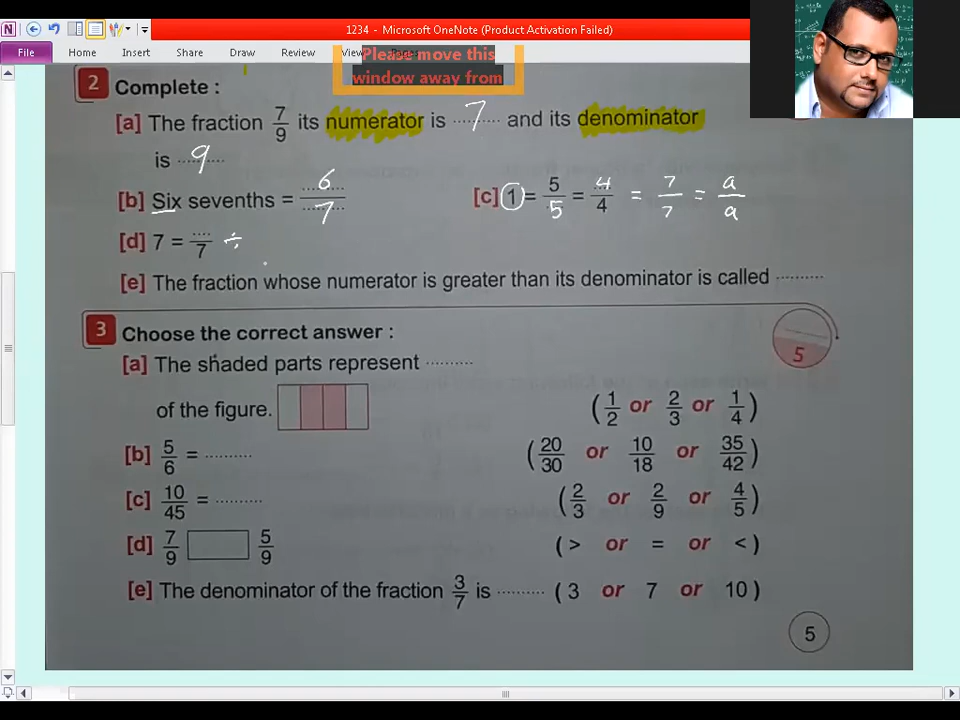 1234 - Microsoft OneNote (Product Activation Failed)
File Home Insert Share Draw Review View
Please move this
window away from
2 Complete :
[a] The fraction 7/9 its numerator is ....7.... and its denominator
is ....9....
[b] Six sevenths = 6/7 [c] 1 = 5/5 = 4/4 = 7/7 = a/a
[d] 7 = ..../7 ÷
[e] The fraction whose numerator is greater than its denominator is called ..........
3 Choose the correct answer :
5
[a] The shaded parts represent ..........
of the figure. (1/2 or 2/3 or 1/4)
[b] 5/6 = .......... (20/30 or 10/18 or 35/42)
[c] 10/45 = .......... (2/3 or 2/9 or 4/5)
[d] 7/9 5/9 (> or = or <)
[e] The denominator of the fraction 3/7 is .......... (3 or 7 or 10)
5